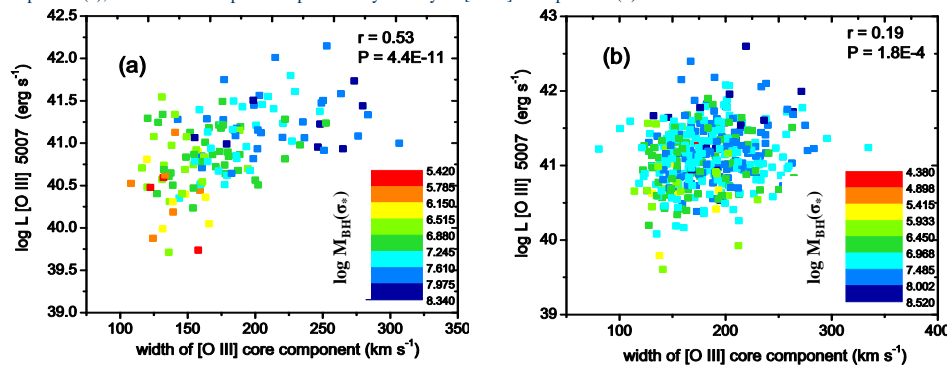 (a)
r = 0.53
P = 4.4E-11
log L [O III] 5007 (erg s⁻¹)
42.5
42.0
41.5
41.0
40.5
40.0
39.5
39.0
100 150 200 250 300 350
width of [O III] core component (km s⁻¹)
log M_BH(σ*)
5.420
5.785
6.150
6.515
6.880
7.245
7.610
7.975
8.340
(b)
r = 0.19
P = 1.8E-4
log L [O III] 5007 (erg s⁻¹)
43
42
41
40
39
100 200 300 400
width of [O III] core component (km s⁻¹)
log M_BH(σ*)
4.380
4.898
5.415
5.933
6.450
6.968
7.485
8.002
8.520